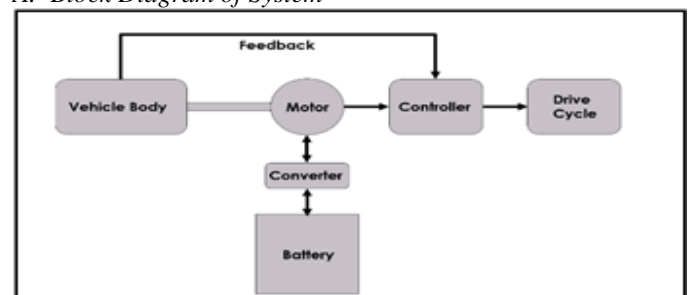 A. Block Diagram of System
Feedback
Vehicle Body
Motor
Controller
Drive
Cycle
Converter
Battery